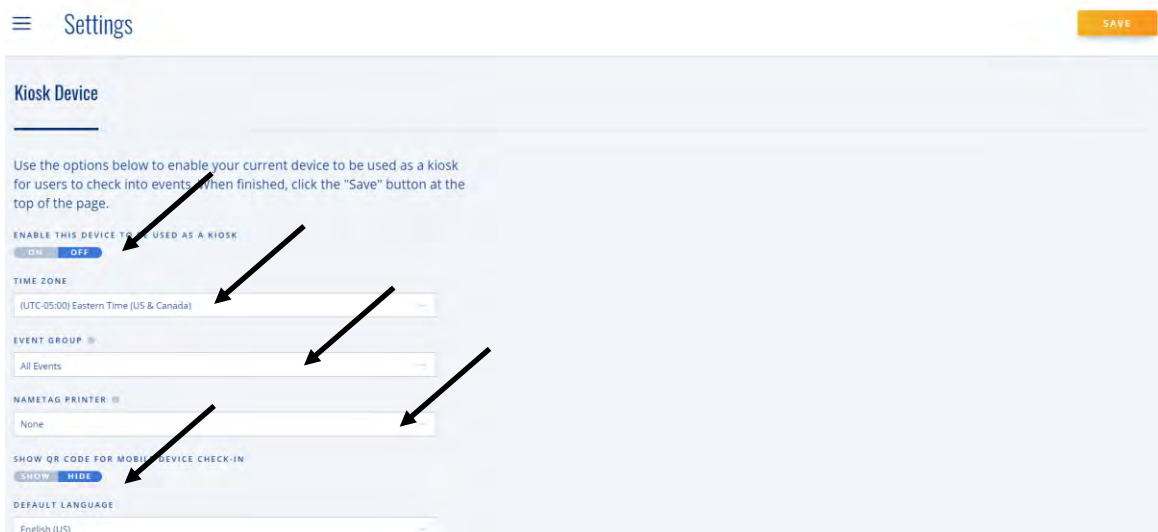 Settings
SAVE
Kiosk Device
Use the options below to enable your current device to be used as a kiosk
for users to check into events. When finished, click the "Save" button at the
top of the page.
ENABLE THIS DEVICE TO BE USED AS A KIOSK
ON OFF
TIME ZONE
(UTC-05:00) Eastern Time (US & Canada)
EVENT GROUP
All Events
NAMETAG PRINTER
None
SHOW QR CODE FOR MOBILE DEVICE CHECK-IN
SHOW HIDE
DEFAULT LANGUAGE
English (US)